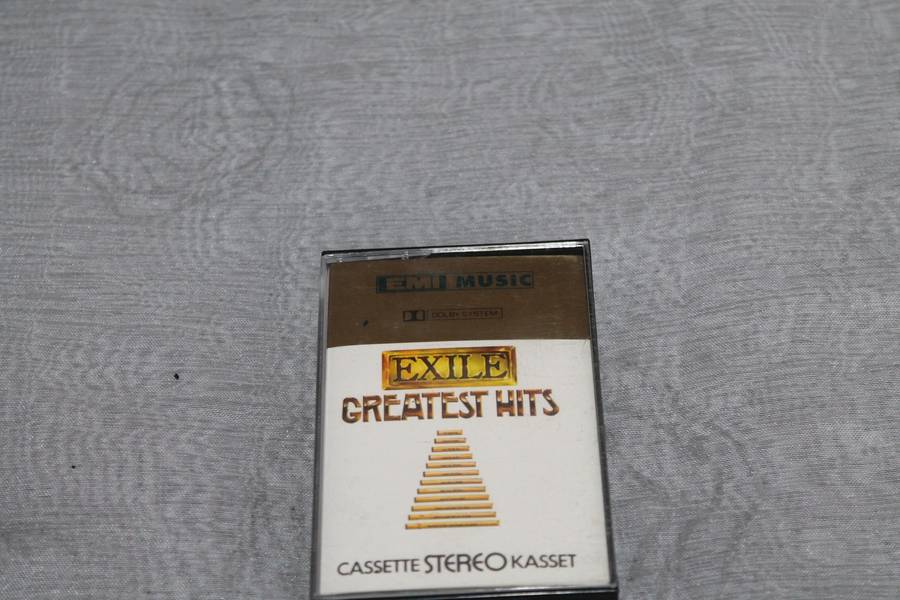 EMI MUSIC
DOLBY SYSTEM
EXILE
GREATEST HITS
CASSETTE STEREO KASSET